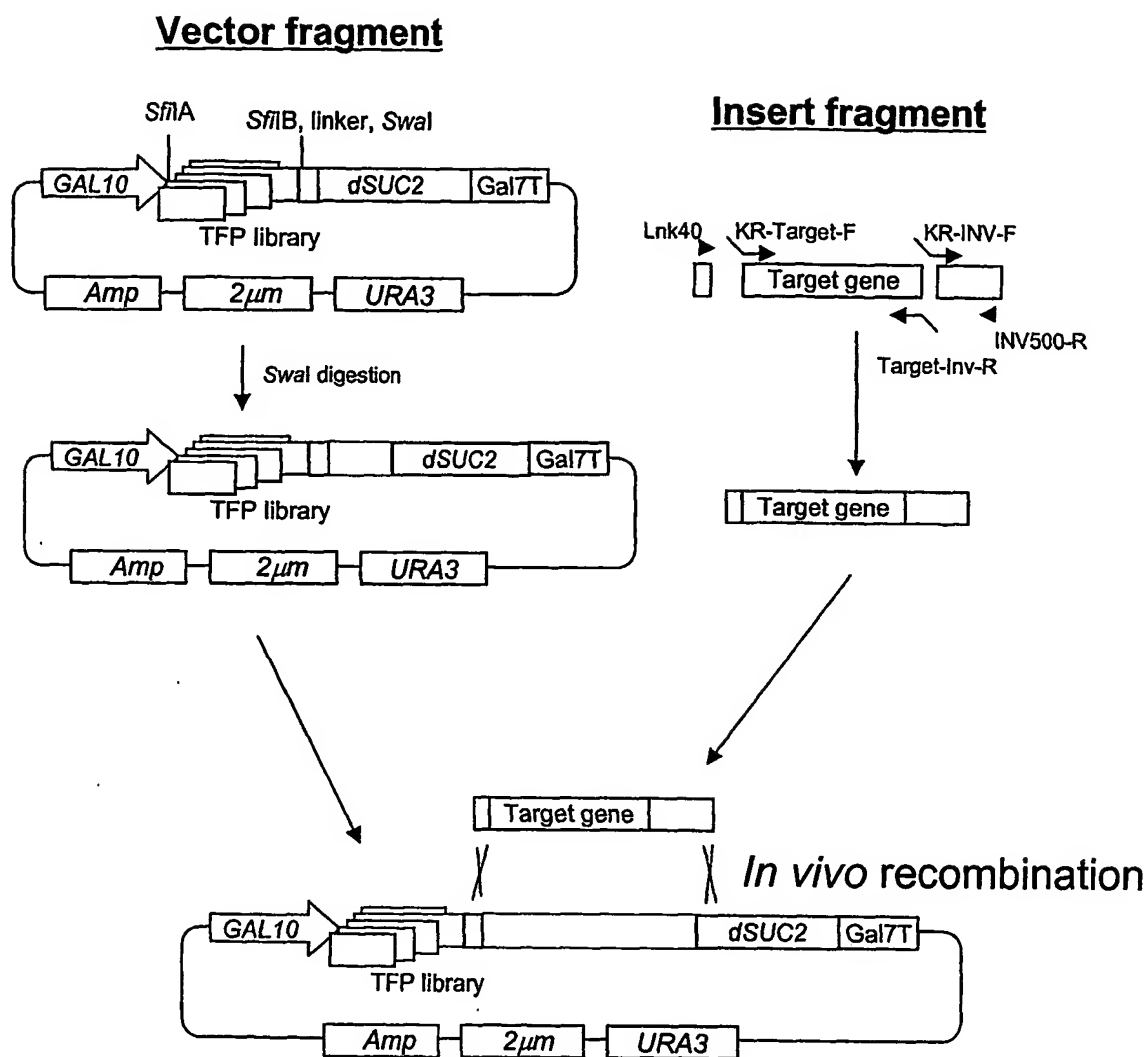 Vector fragment
SfiIA
SfiIB, linker, SwaI
GAL10
dSUC2
Gal7T
TFP library
Amp
2μm
URA3
SwaI digestion
GAL10
dSUC2
Gal7T
TFP library
Amp
2μm
URA3
Insert fragment
Lnk40
KR-Target-F
KR-INV-F
Target gene
INV500-R
Target-Inv-R
Target gene
Target gene
In vivo recombination
GAL10
dSUC2
Gal7T
TFP library
Amp
2μm
URA3